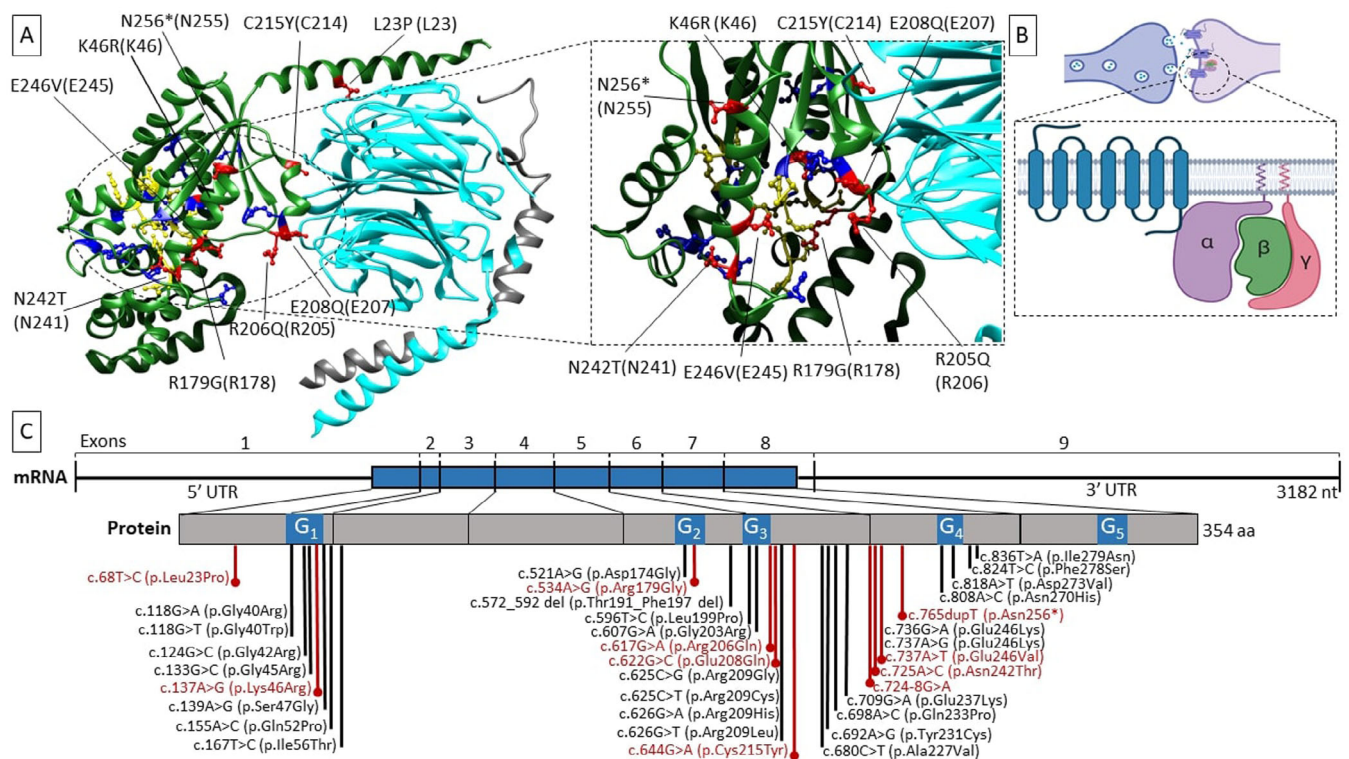 A
N256*(N255)
C215Y(C214)
L23P (L23)
K46R(K46)
E246V(E245)
N242T
(N241)
E208Q(E207)
R206Q(R205)
R179G(R178)
K46R(K46)
C215Y(C214)
E208Q(E207)
N256*
(N255)
N242T(N241)
E246V(E245)
R179G(R178)
R205Q
(R206)
B
α
β
γ
C
Exons
1
2
3
4
5
6
7
8
9
mRNA
5' UTR
3' UTR
3182 nt
Protein
G1
G2
G3
G4
G5
354 aa
c.68T>C (p.Leu23Pro)
c.118G>A (p.Gly40Arg)
c.118G>T (p.Gly40Trp)
c.124G>C (p.Gly42Arg)
c.133G>C (p.Gly45Arg)
c.137A>G (p.Lys46Arg)
c.139A>G (p.Ser47Gly)
c.155A>C (p.Gln52Pro)
c.167T>C (p.Ile56Thr)
c.521A>G (p.Asp174Gly)
c.534A>G (p.Arg179Gly)
c.572_592 del (p.Thr191_Phe197 del)
c.596T>C (p.Leu199Pro)
c.607G>A (p.Gly203Arg)
c.617G>A (p.Arg206Gln)
c.622G>C (p.Glu208Gln)
c.625C>G (p.Arg209Gly)
c.625C>T (p.Arg209Cys)
c.626G>A (p.Arg209His)
c.626G>T (p.Arg209Leu)
c.644G>A (p.Cys215Tyr)
c.836T>A (p.Ile279Asn)
c.824T>C (p.Phe278Ser)
c.818A>T (p.Asp273Val)
c.808A>C (p.Asn270His)
c.765dupT (p.Asn256*)
c.736G>A (p.Glu246Lys)
c.737A>G (p.Glu246Lys)
c.737A>T (p.Glu246Val)
c.725A>C (p.Asn242Thr)
c.724-8G>A
c.709G>A (p.Glu237Lys)
c.698A>C (p.Gln233Pro)
c.692A>G (p.Tyr231Cys)
c.680C>T (p.Ala227Val)